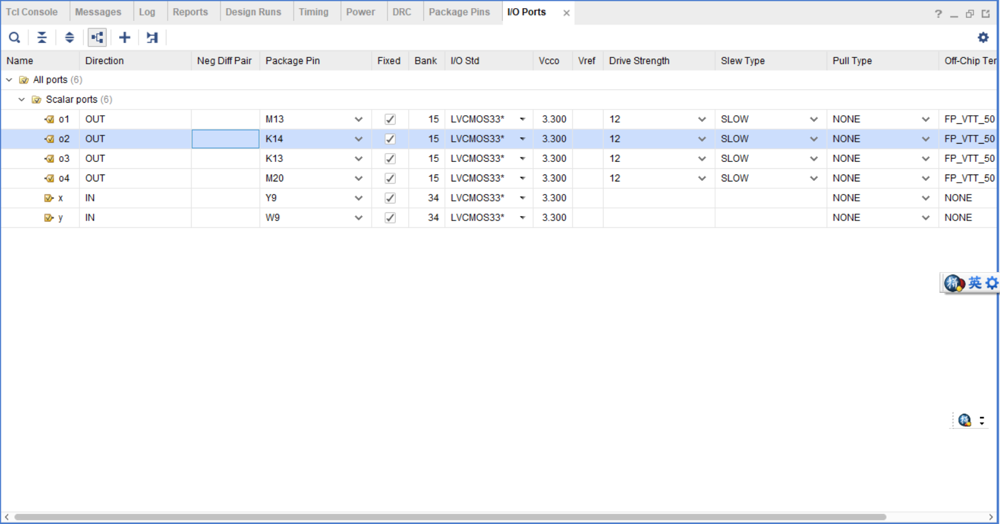 Tcl Console Messages Log Reports Design Runs Timing Power DRC Package Pins I/O Ports
Name Direction Neg Diff Pair Package Pin Fixed Bank I/O Std Vcco Vref Drive Strength Slew Type Pull Type Off-Chip Ter
All ports (6)
Scalar ports (6)
o1 OUT M13 15 LVCMOS33* 3.300 12 SLOW NONE FP_VTT_50
o2 OUT K14 15 LVCMOS33* 3.300 12 SLOW NONE FP_VTT_50
o3 OUT K13 15 LVCMOS33* 3.300 12 SLOW NONE FP_VTT_50
o4 OUT M20 15 LVCMOS33* 3.300 12 SLOW NONE FP_VTT_50
x IN Y9 34 LVCMOS33* 3.300 NONE NONE
y IN W9 34 LVCMOS33* 3.300 NONE NONE
英